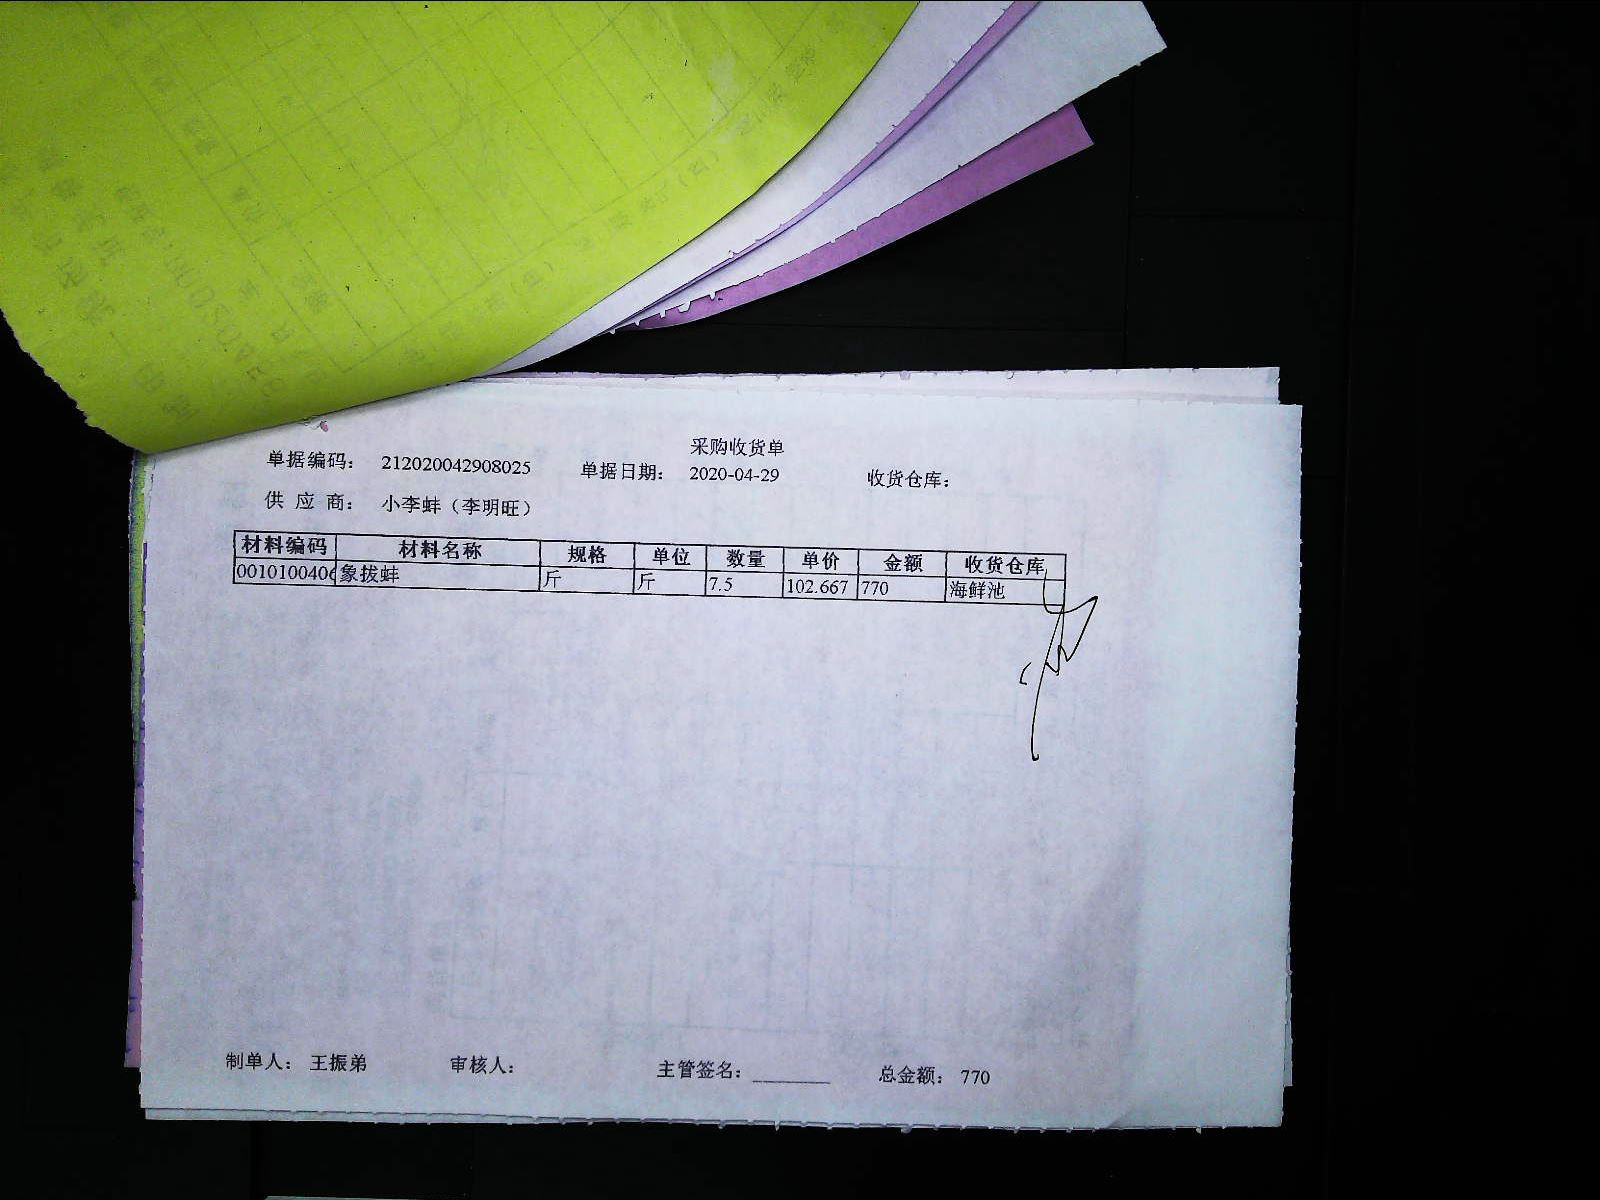 采购收货单
单据编码： 212020042908025 单据日期： 2020-04-29 收货仓库：
供 应 商： 小李蚌（李明旺）
材料编码 材料名称 规格 单位 数量 单价 金额 收货仓库
0010100406 象拔蚌 斤 斤 7.5 102.667 770 海鲜池
制单人： 王振弟 审核人： 主管签名：________ 总金额： 770